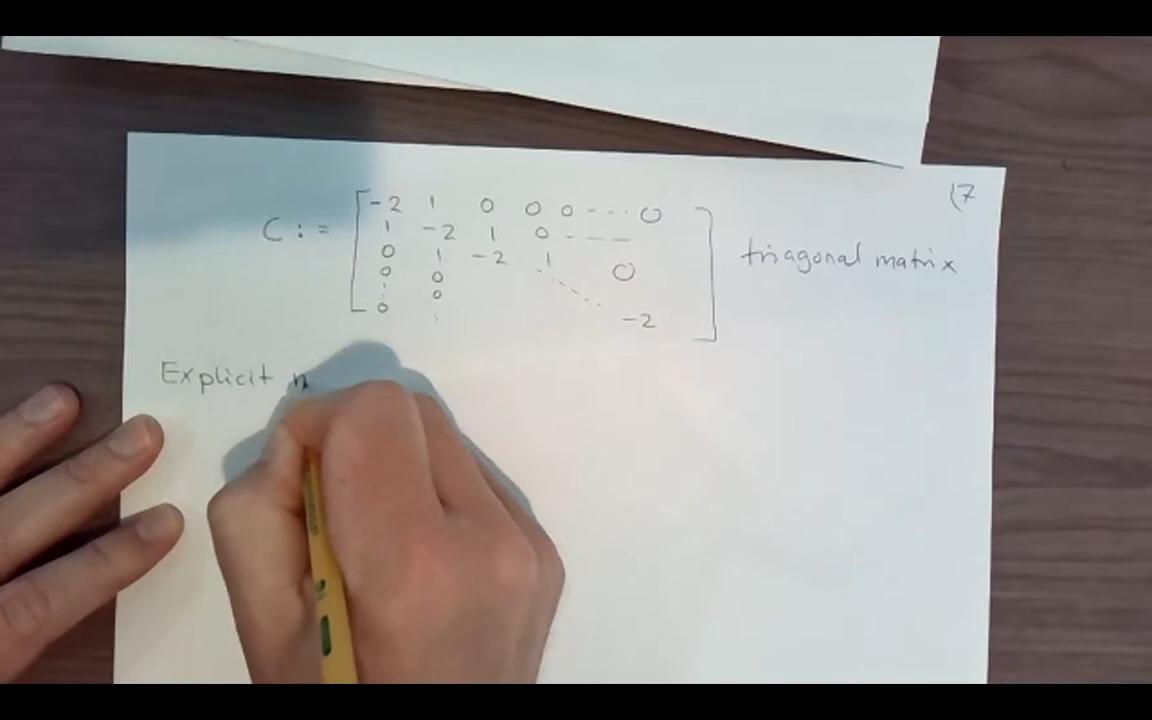 (7
C := [ -2 1 0 0 0 - - · · · 0
1 -2 1 0 - - - -
0 1 -2 1 0
0 0
0 0 -2 ]
triagonal matrix
Explicit